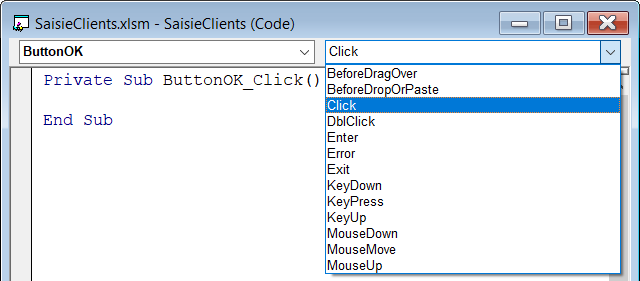 SaisieClients.xlsm - SaisieClients (Code)
ButtonOK
Click
Private Sub ButtonOK_Click()
End Sub
BeforeDragOver
BeforeDropOrPaste
Click
DblClick
Enter
Error
Exit
KeyDown
KeyPress
KeyUp
MouseDown
MouseMove
MouseUp